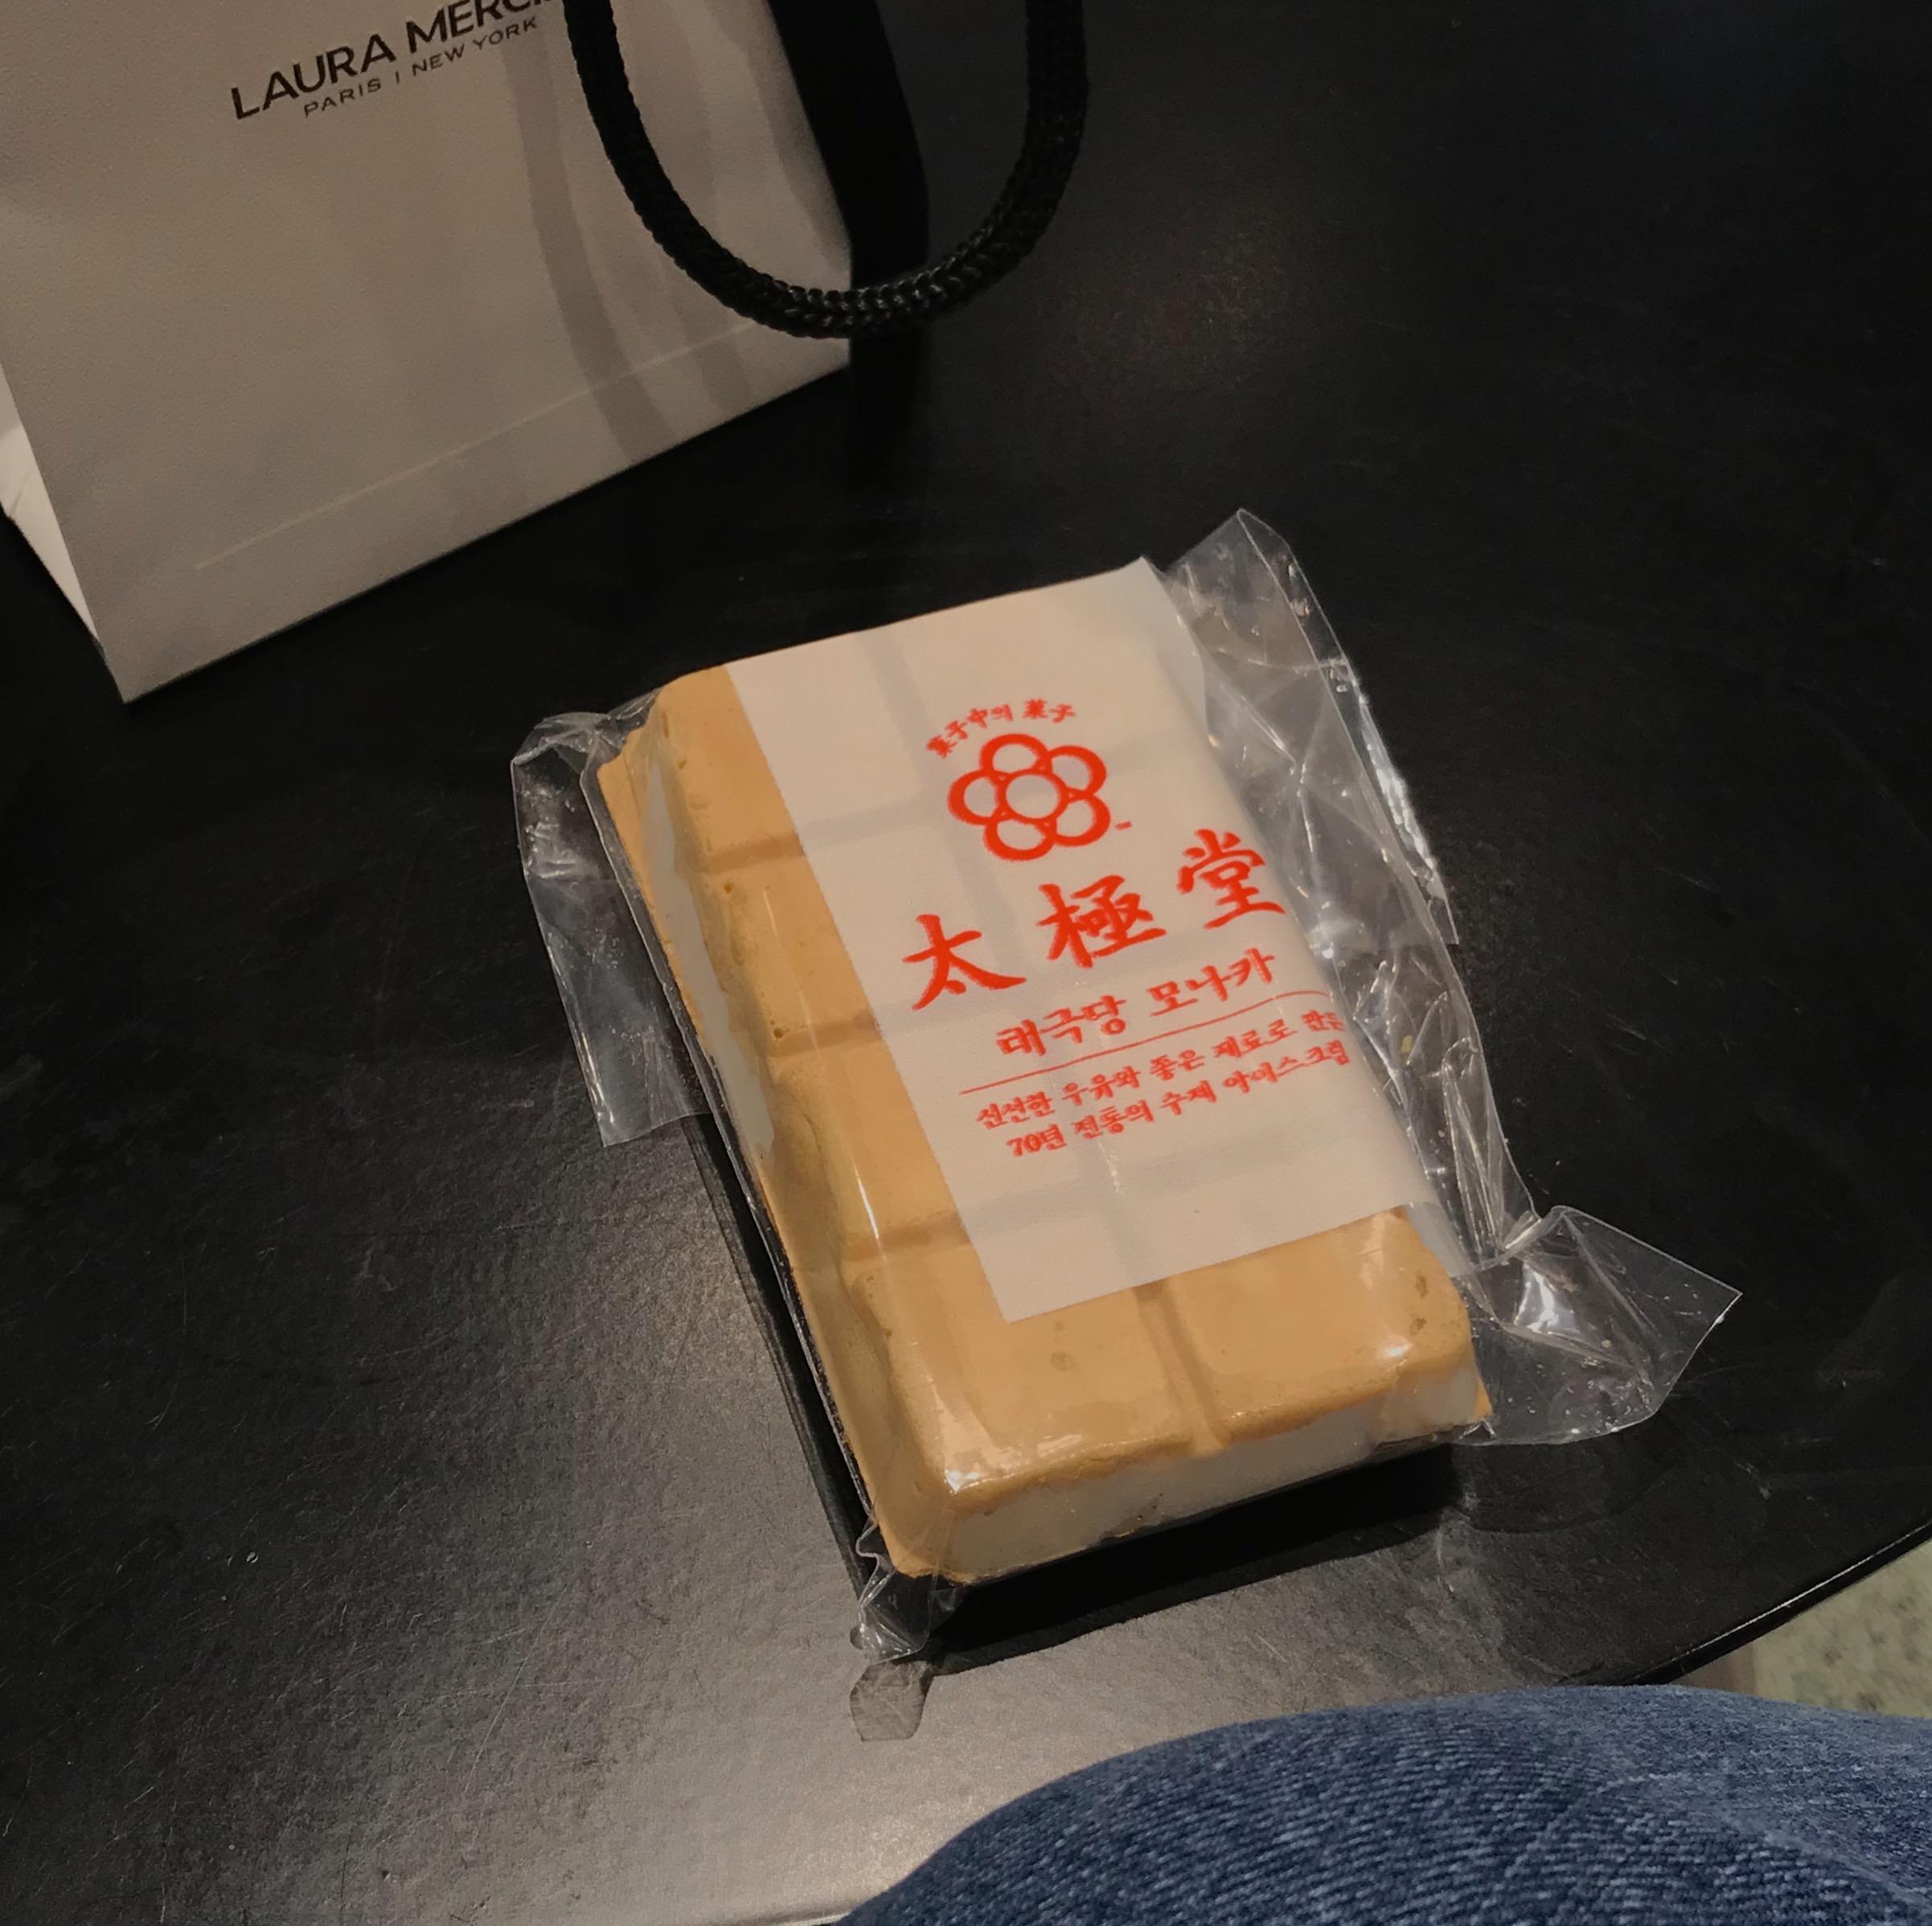 LAURA MERCI
PARIS | NEW YORK
菓子中의 菓子
太極堂
태극당 모나카
신선한 우유와 좋은 재료로 만든
70년 전통의 수제 아이스크림